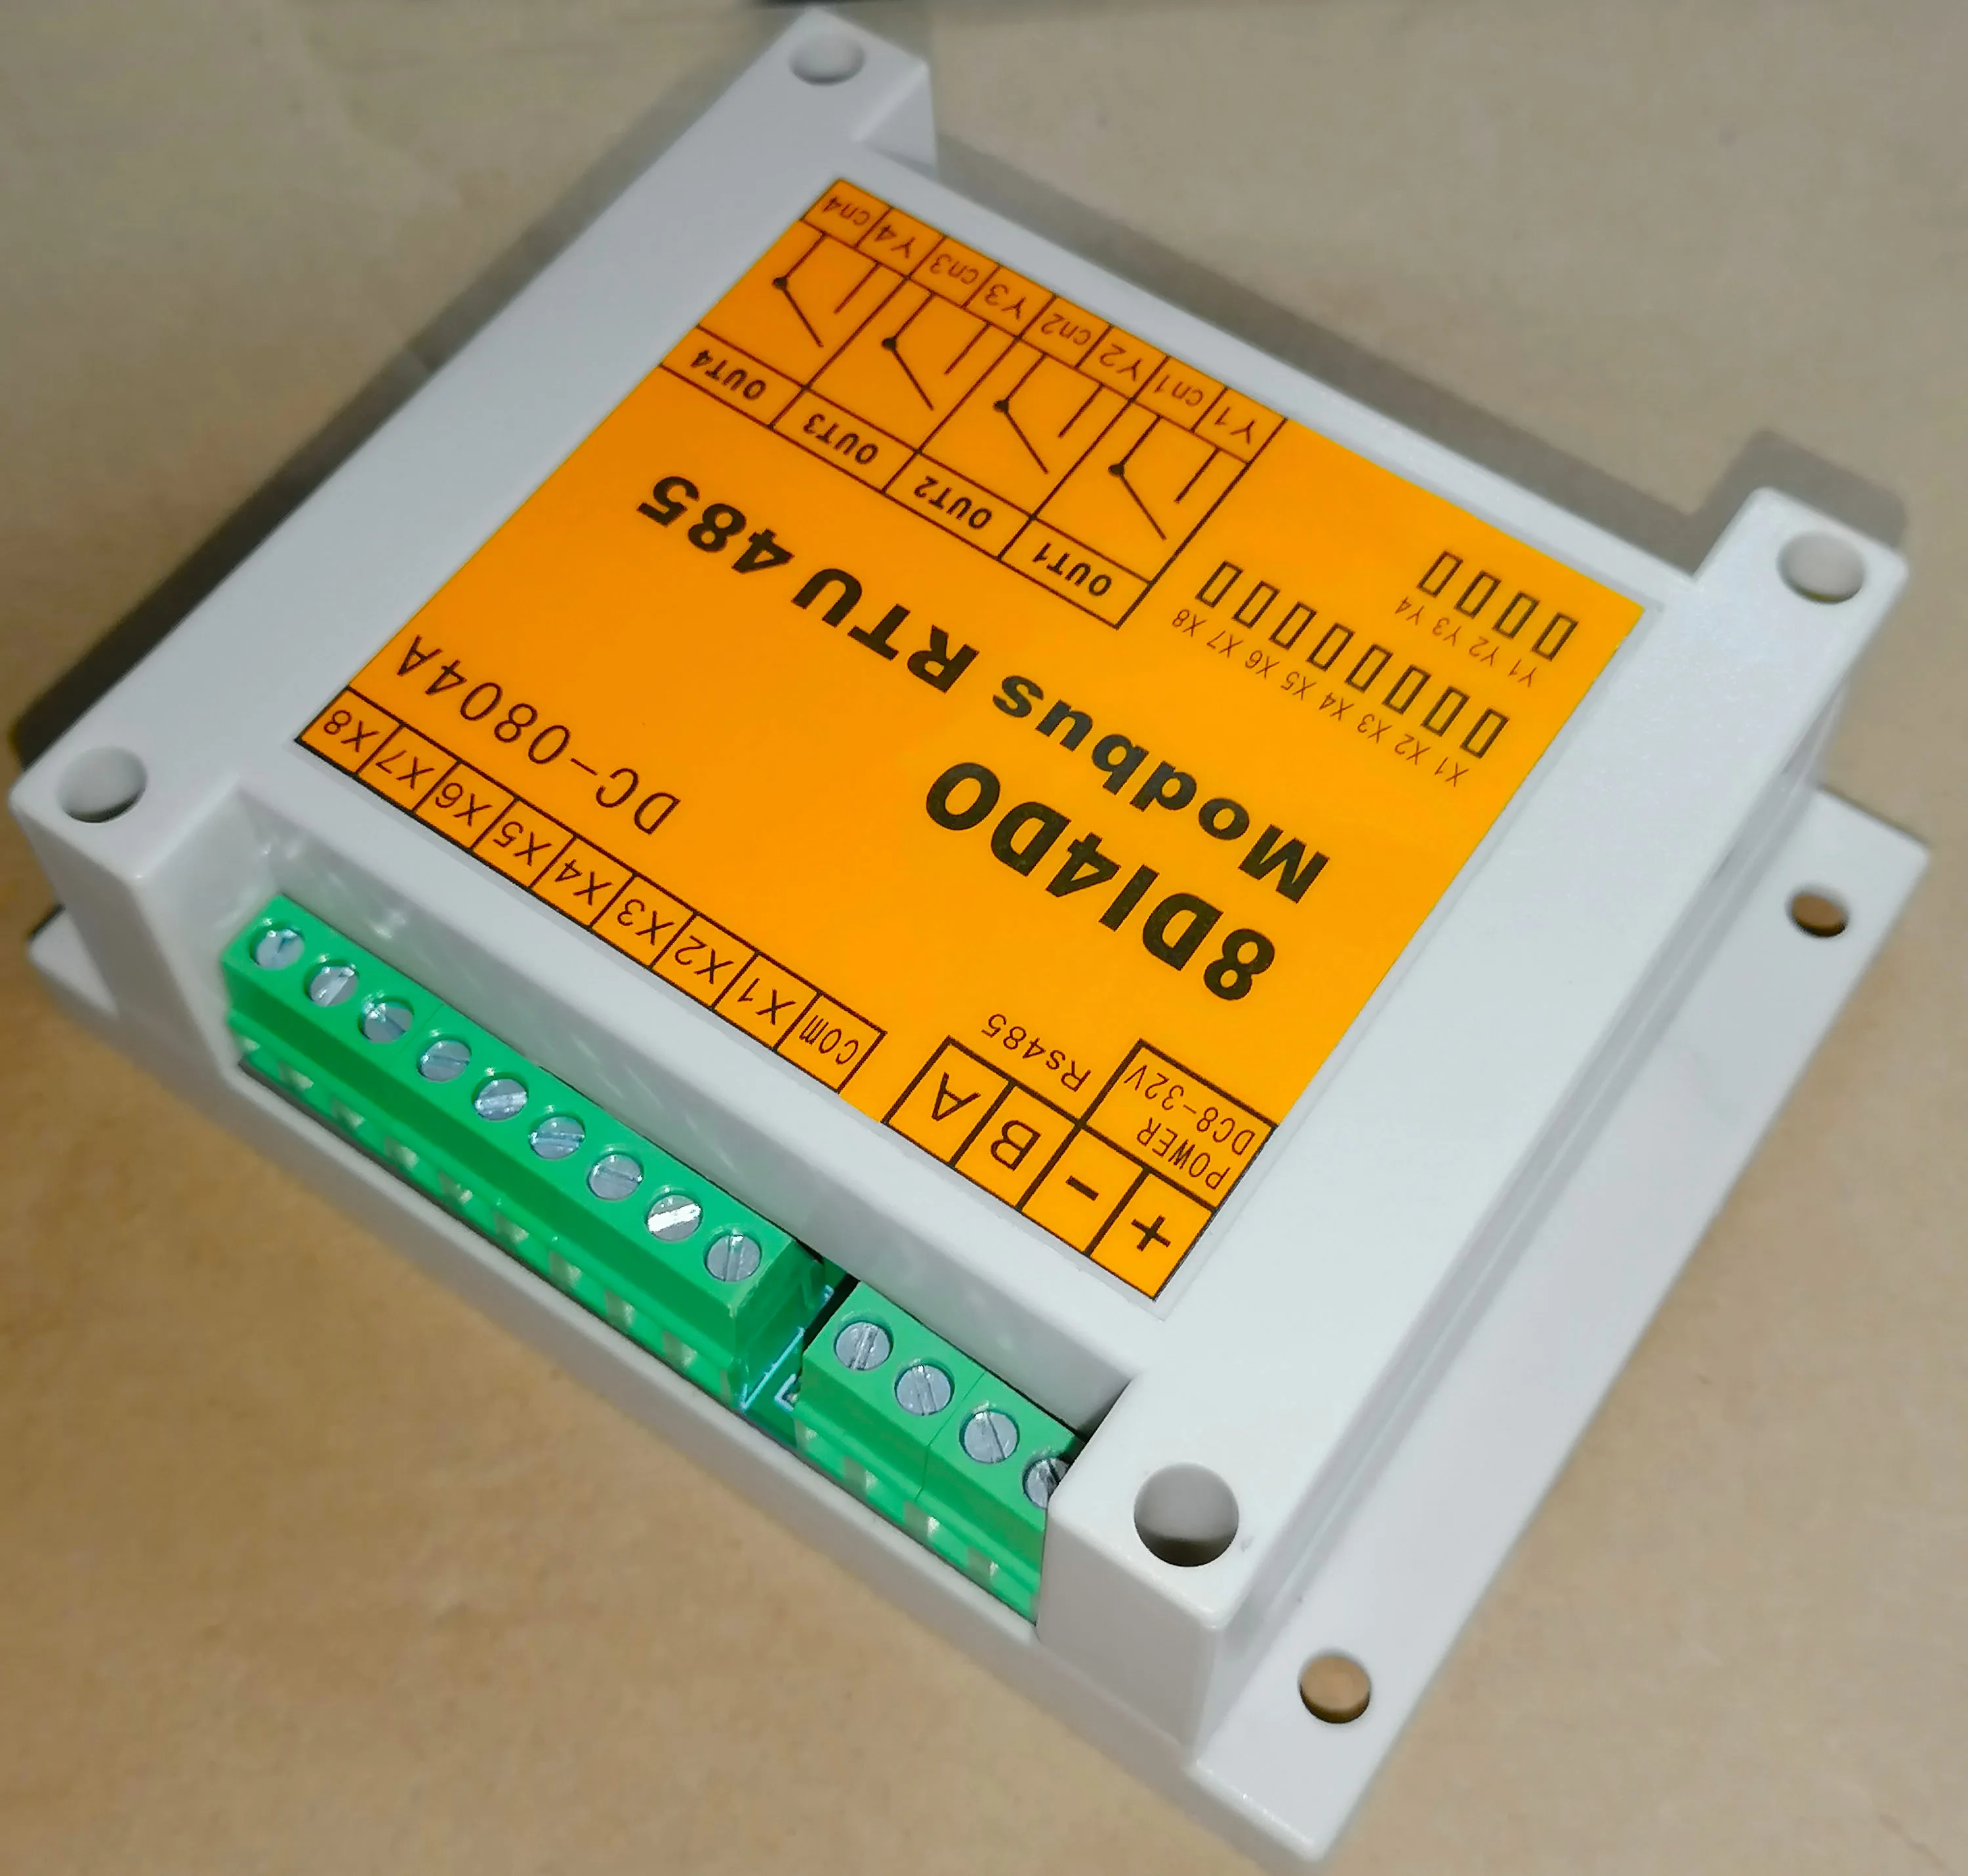 + - B A
POWER
DC8-32V
Rs485
com X1 X2 X3 X4 X5 X6 X7 X8
8DI4DO
DC-0804A
Modbus RTU 485
X1 X2 X3 X4 X5 X6 X7 X8
Y1 Y2 Y3 Y4
OUT1 OUT2 OUT3 OUT4
Y1 cn1 Y2 cn2 Y3 cn3 Y4 cn4